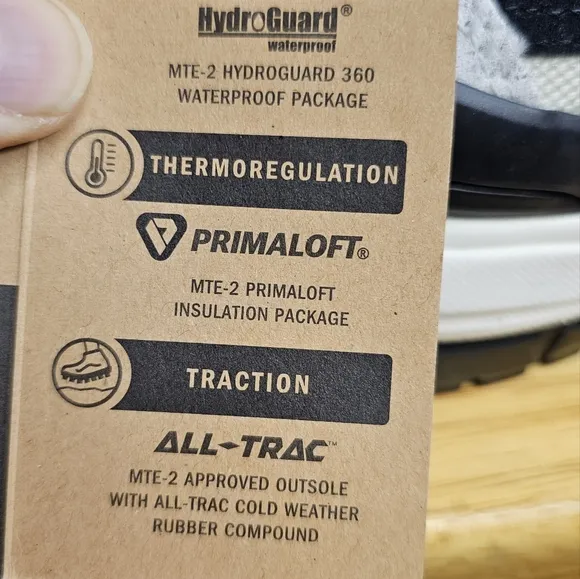 HydroGuard®
waterproof
MTE-2 HYDROGUARD 360
WATERPROOF PACKAGE
THERMOREGULATION
PRIMALOFT®
MTE-2 PRIMALOFT
INSULATION PACKAGE
TRACTION
ALL-TRAC™
MTE-2 APPROVED OUTSOLE
WITH ALL-TRAC COLD WEATHER
RUBBER COMPOUND